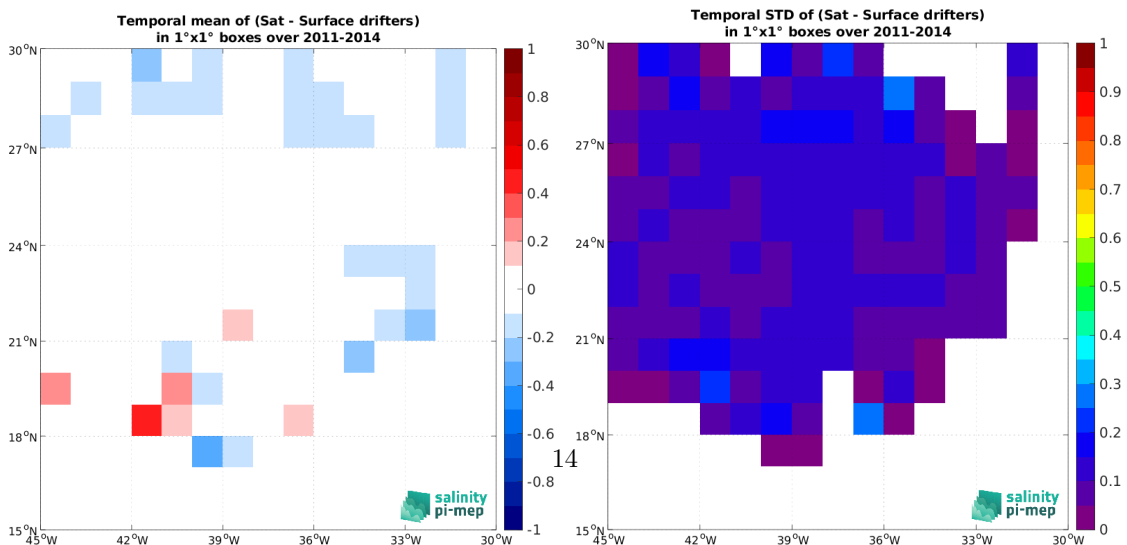 Temporal mean of (Sat - Surface drifters)
in 1°x1° boxes over 2011-2014
30°N
27°N
24°N
21°N
18°N
15°N
45°W
42°W
39°W
36°W
33°W
30°W
1
0.8
0.6
0.4
0.2
0
-0.2
-0.4
-0.6
-0.8
-1
salinity
pi-mep
14
Temporal STD of (Sat - Surface drifters)
in 1°x1° boxes over 2011-2014
30°N
27°N
24°N
21°N
18°N
15°N
45°W
42°W
39°W
36°W
33°W
30°W
1
0.9
0.8
0.7
0.6
0.5
0.4
0.3
0.2
0.1
0
salinity
pi-mep